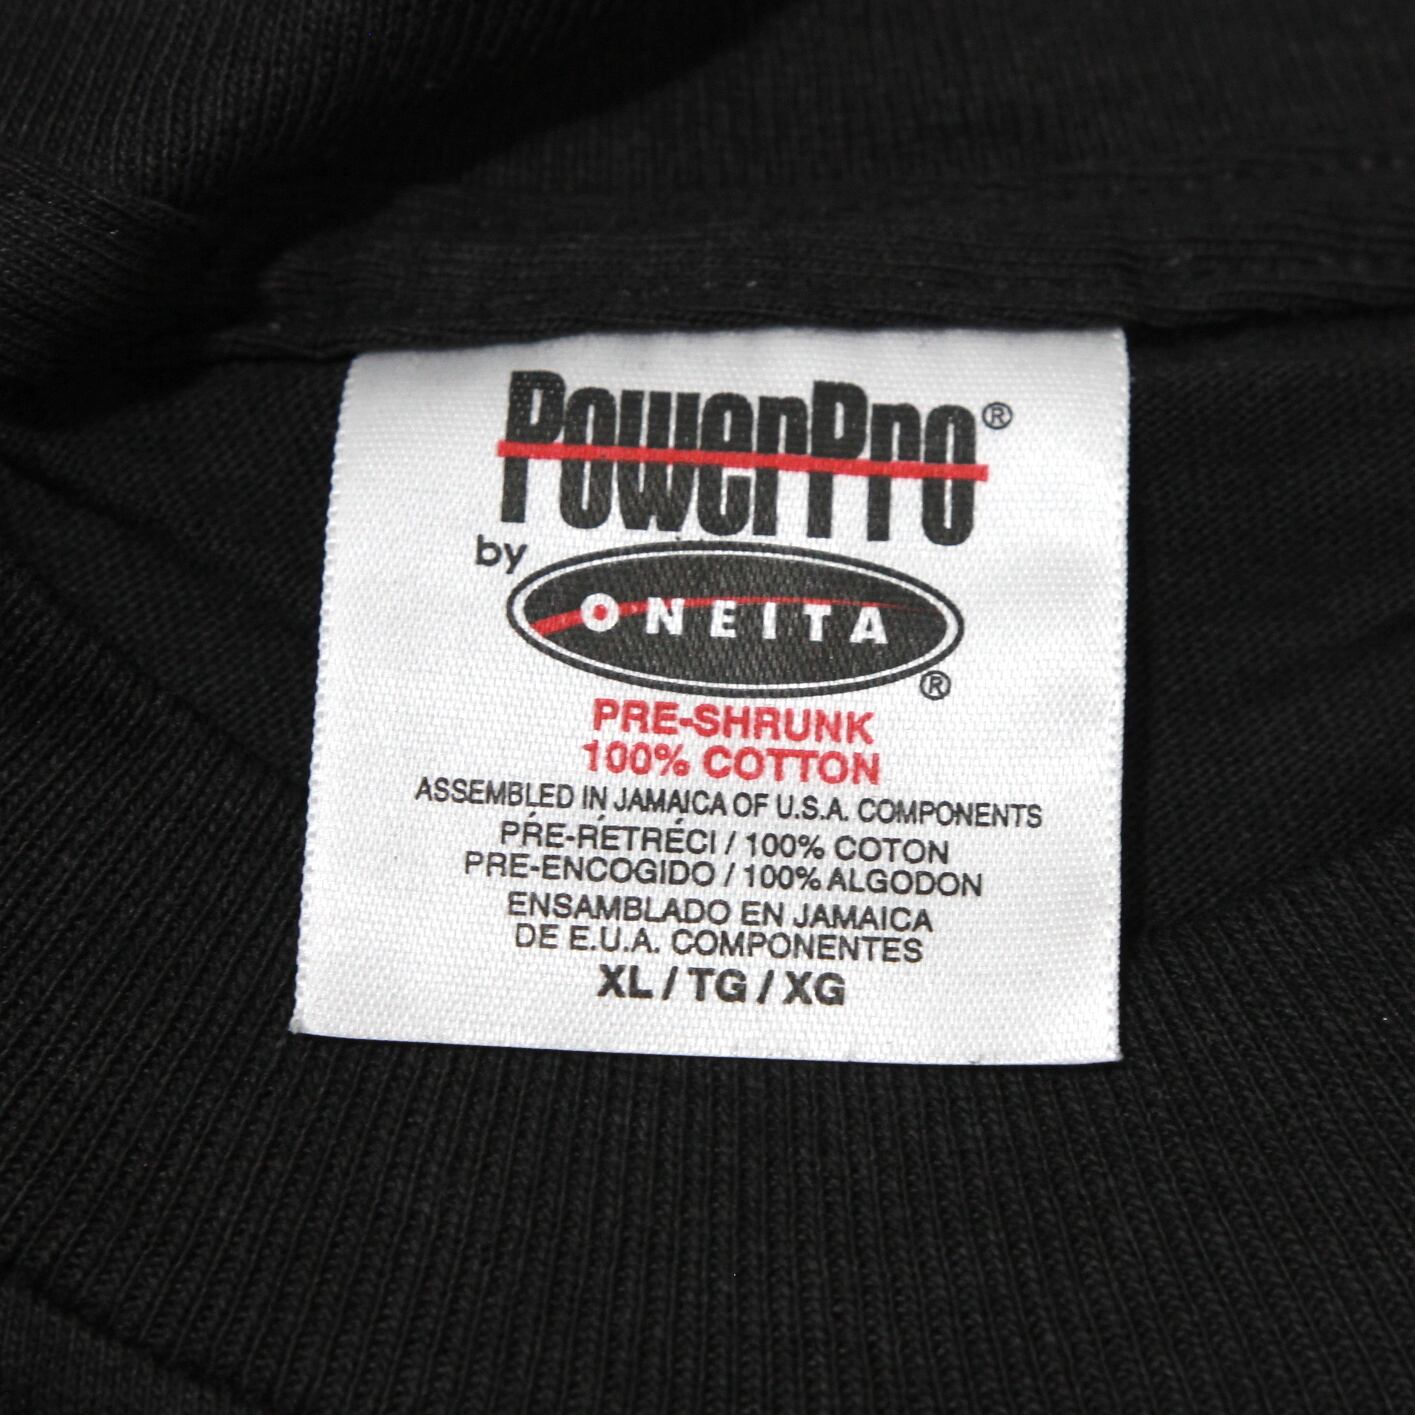 PowerPro®
by ONEITA®
PRE-SHRUNK
100% COTTON
ASSEMBLED IN JAMAICA OF U.S.A. COMPONENTS
PŔE-RÉTRÉCI / 100% COTON
PRE-ENCOGIDO / 100% ALGODON
ENSAMBLADO EN JAMAICA
DE E.U.A. COMPONENTES
XL / TG / XG